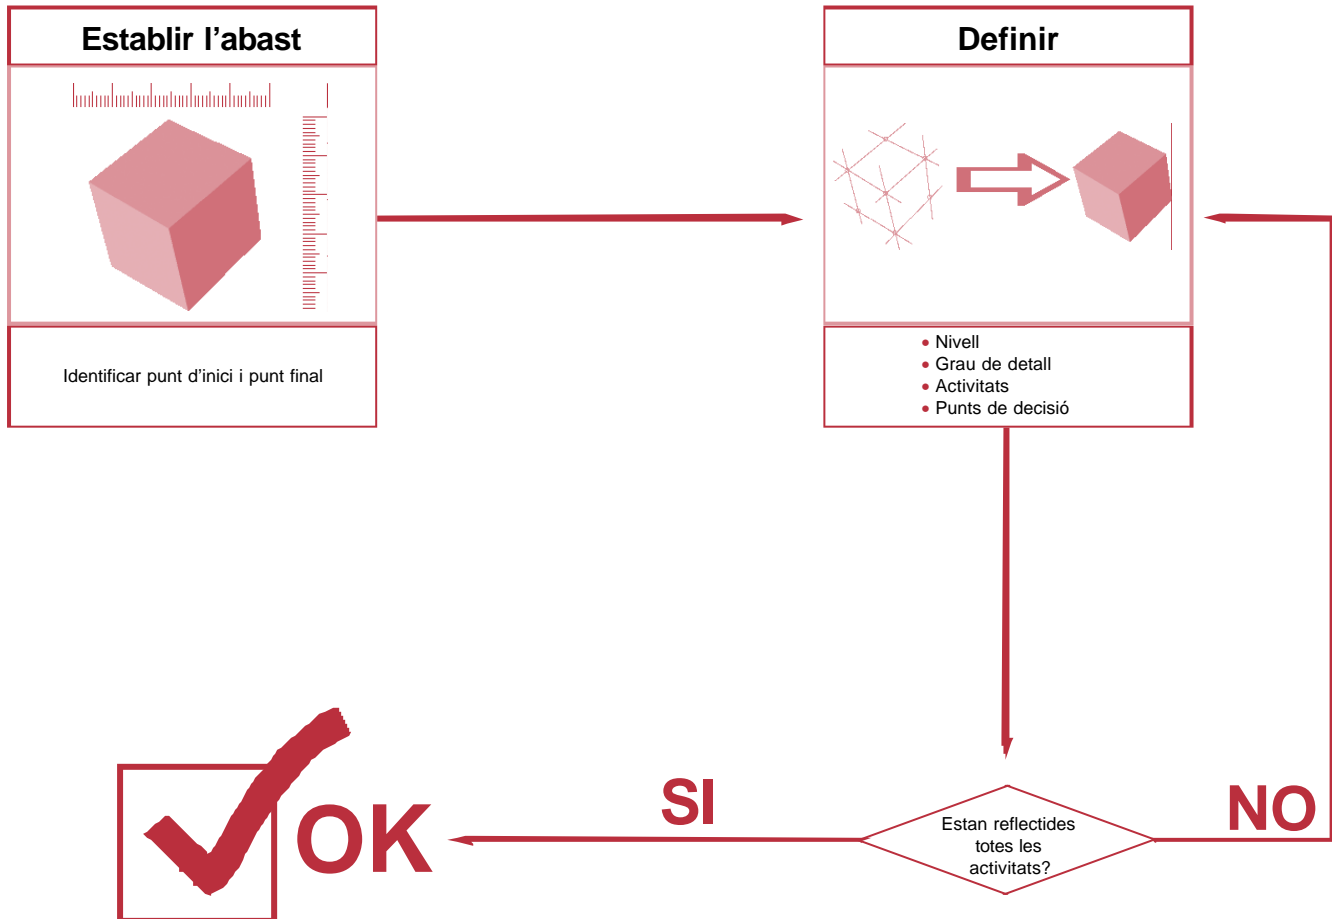 Establir l’abast
Identificar punt d’inici i punt final
Definir
• Nivell
• Grau de detall
• Activitats
• Punts de decisió
Estan reflectides
totes les
activitats?
NO
SI
OK